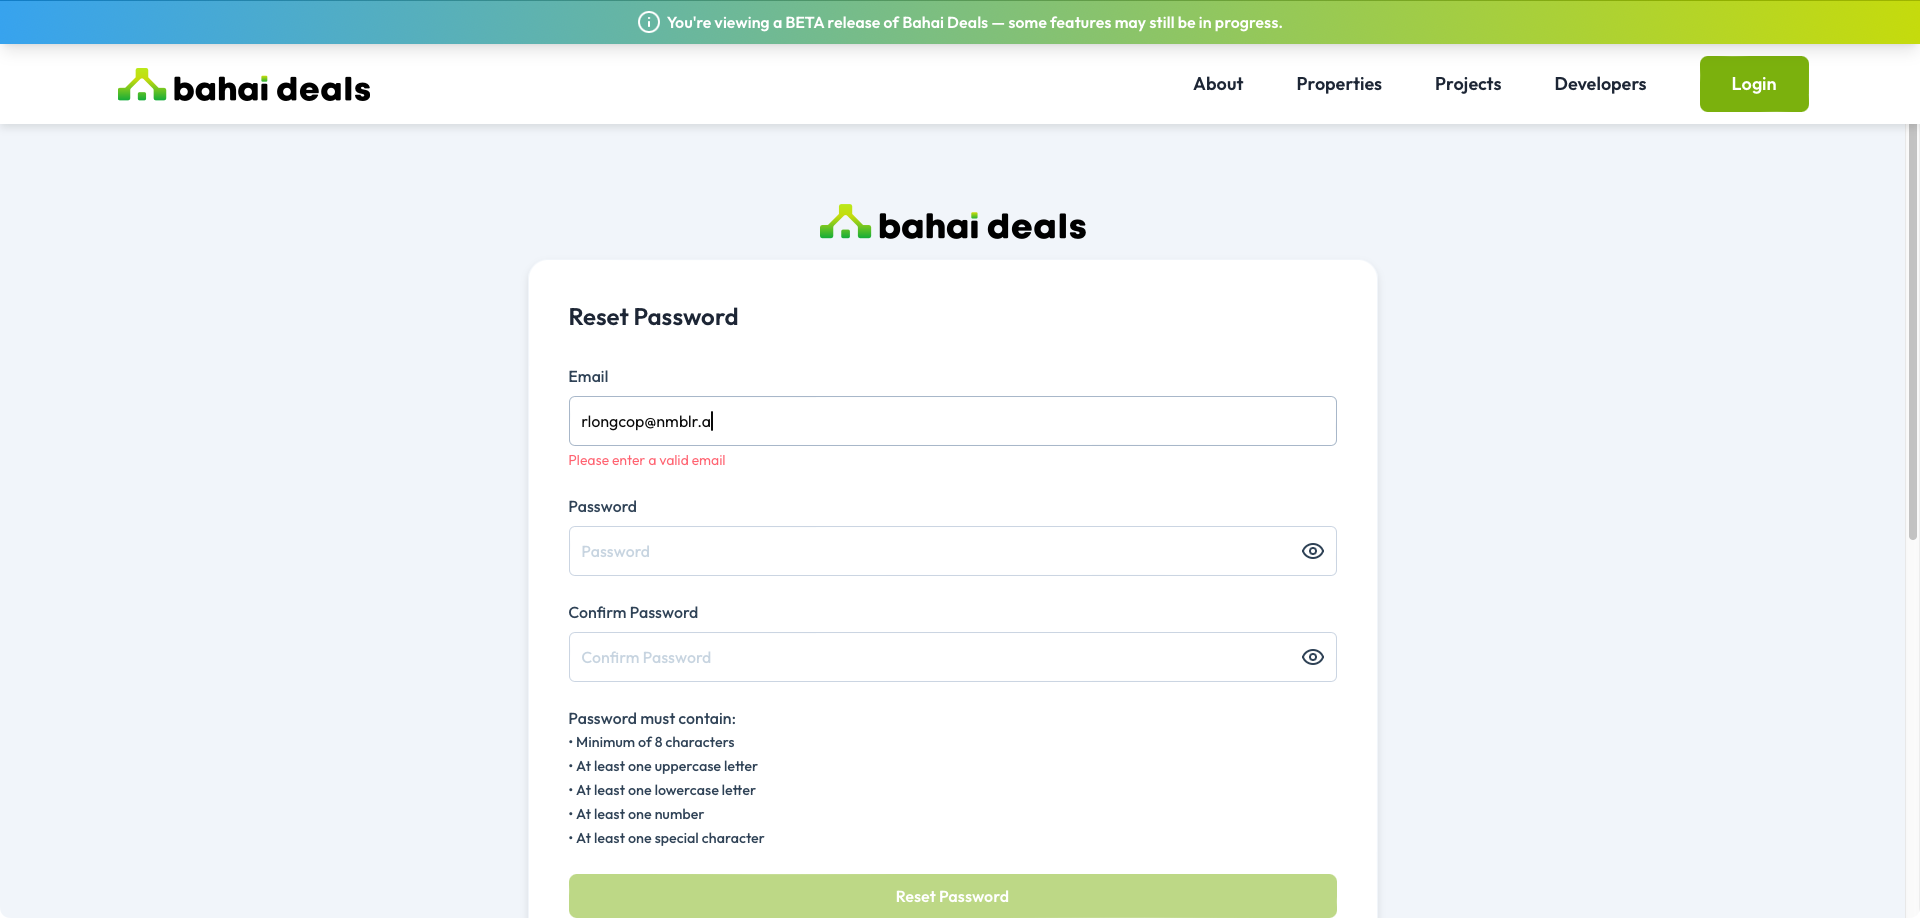 You're viewing a BETA release of Bahai Deals — some features may still be in progress.
bahai deals
About
Properties
Projects
Developers
Login
bahai deals
Reset Password
Email
rlongcop@nmblr.a
Please enter a valid email
Password
Password
Confirm Password
Confirm Password
Password must contain:
• Minimum of 8 characters
• At least one uppercase letter
• At least one lowercase letter
• At least one number
• At least one special character
Reset Password